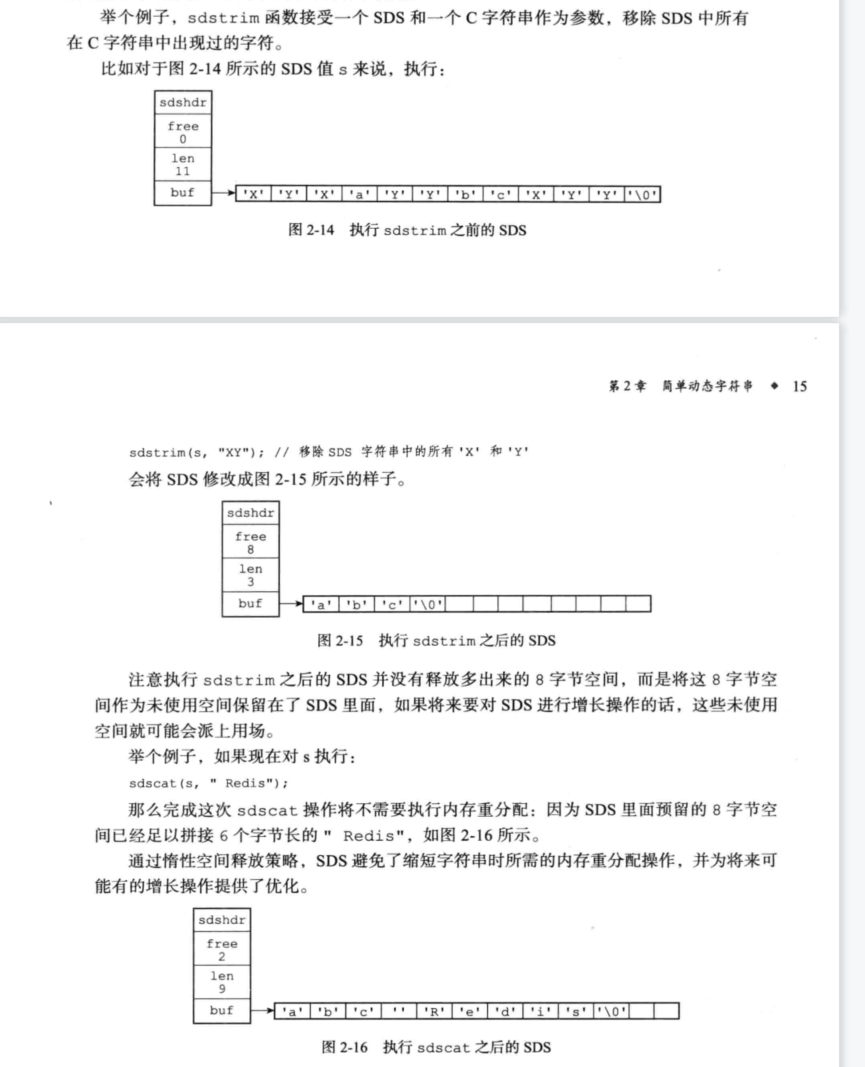 举个例子，sdstrim 函数接受一个 SDS 和一个 C 字符串作为参数，移除 SDS 中所有
在 C 字符串中出现过的字符。
比如对于图 2-14 所示的 SDS 值 s 来说，执行：
sdshdr
free
0
len
11
buf
'X' 'Y' 'X' 'a' 'Y' 'Y' 'b' 'c' 'X' 'Y' 'Y' '\0'
图 2-14 执行 sdstrim 之前的 SDS
第 2 章 简单动态字符串 ◆ 15
sdstrim(s, "XY"); // 移除 SDS 字符串中的所有 'X' 和 'Y'
会将 SDS 修改成图 2-15 所示的样子。
sdshdr
free
8
len
3
buf
'a' 'b' 'c' '\0'
图 2-15 执行 sdstrim 之后的 SDS
注意执行 sdstrim 之后的 SDS 并没有释放多出来的 8 字节空间，而是将这 8 字节空
间作为未使用空间保留在了 SDS 里面，如果将来要对 SDS 进行增长操作的话，这些未使用
空间就可能会派上用场。
举个例子，如果现在对 s 执行：
sdscat(s, " Redis");
那么完成这次 sdscat 操作将不需要执行内存重分配：因为 SDS 里面预留的 8 字节空
间已经足以拼接 6 个字节长的 " Redis"，如图 2-16 所示。
通过惰性空间释放策略，SDS 避免了缩短字符串时所需的内存重分配操作，并为将来可
能有的增长操作提供了优化。
sdshdr
free
2
len
9
buf
'a' 'b' 'c' ' ' 'R' 'e' 'd' 'i' 's' '\0'
图 2-16 执行 sdscat 之后的 SDS